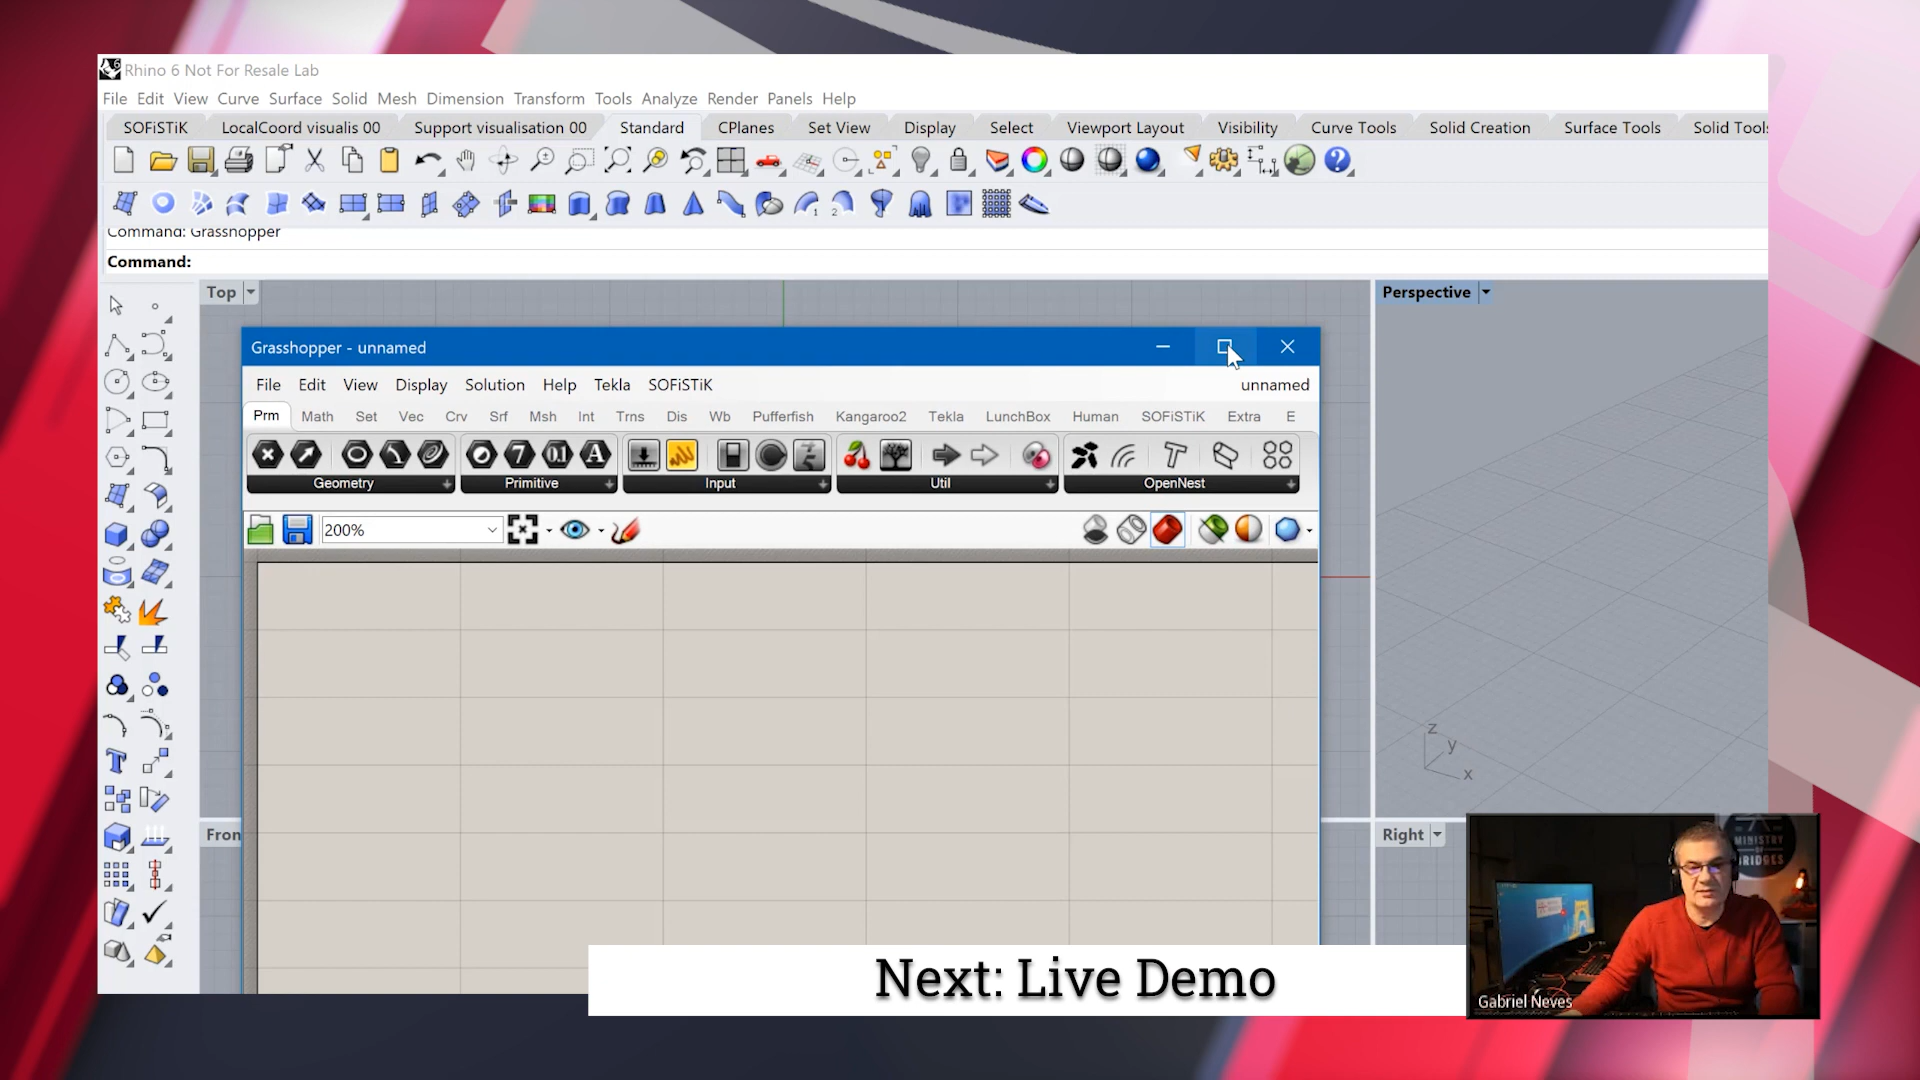 Rhino 6 Not For Resale Lab
File Edit View Curve Surface Solid Mesh Dimension Transform Tools Analyze Render Panels Help
SOFiSTiK LocalCoord visualis 00 Support visualisation 00 Standard CPlanes Set View Display Select Viewport Layout Visibility Curve Tools Solid Creation Surface Tools Solid Tools
Command: Grasshopper
Command:
Top
Perspective
Grasshopper - unnamed
File Edit View Display Solution Help Tekla SOFiSTiK unnamed
Prm Math Set Vec Crv Srf Msh Int Trns Dis Wb Pufferfish Kangaroo2 Tekla LunchBox Human SOFiSTiK Extra E
Geometry Primitive Input Util OpenNest
200%
z
y
x
Fron
Right
MINISTRY
OF
BRIDGES
Next: Live Demo
Gabriel Neves